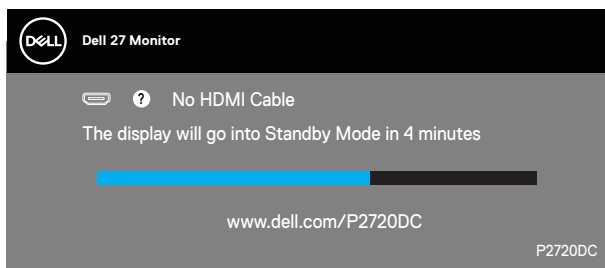 DELL
Dell 27 Monitor
? No HDMI Cable
The display will go into Standby Mode in 4 minutes
www.dell.com/P2720DC
P2720DC